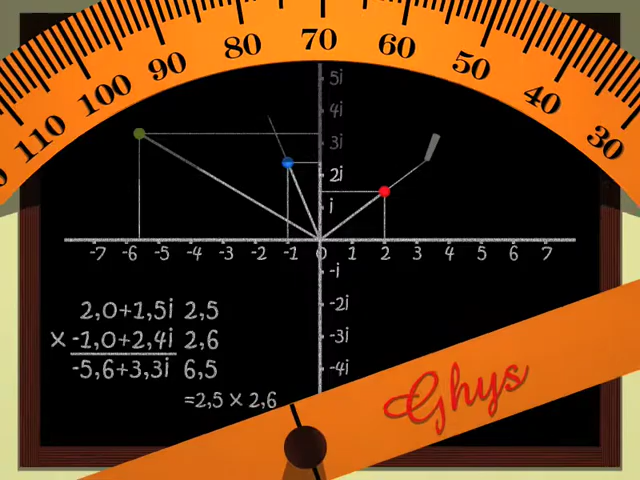 110 100 90 80 70 60 50 40 30
5i
4i
3i
2i
i
-7 -6 -5 -4 -3 -2 -1 0 1 2 3 4 5 6 7
-i
-2i
-3i
-4i
2,0+1,5i 2,5
× -1,0+2,4i 2,6
-5,6+3,3i 6,5
=2,5 × 2,6
Ghys